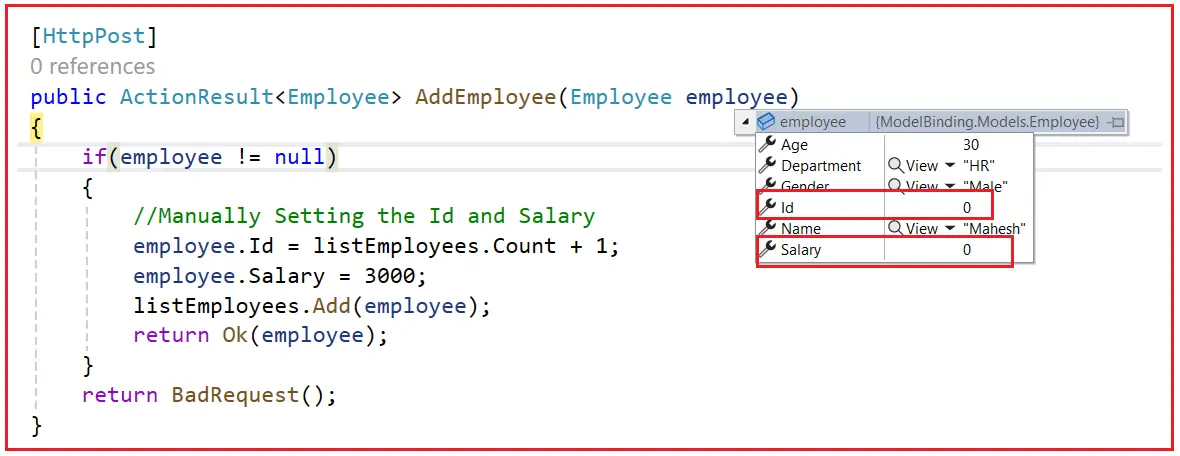 [HttpPost]
0 references
public ActionResult<Employee> AddEmployee(Employee employee)
{
employee {ModelBinding.Models.Employee}
if(employee != null)
Age 30
Department View "HR"
{
Gender View "Male"
//Manually Setting the Id and Salary
Id 0
employee.Id = listEmployees.Count + 1;
Name View "Mahesh"
Salary 0
employee.Salary = 3000;
listEmployees.Add(employee);
return Ok(employee);
}
return BadRequest();
}